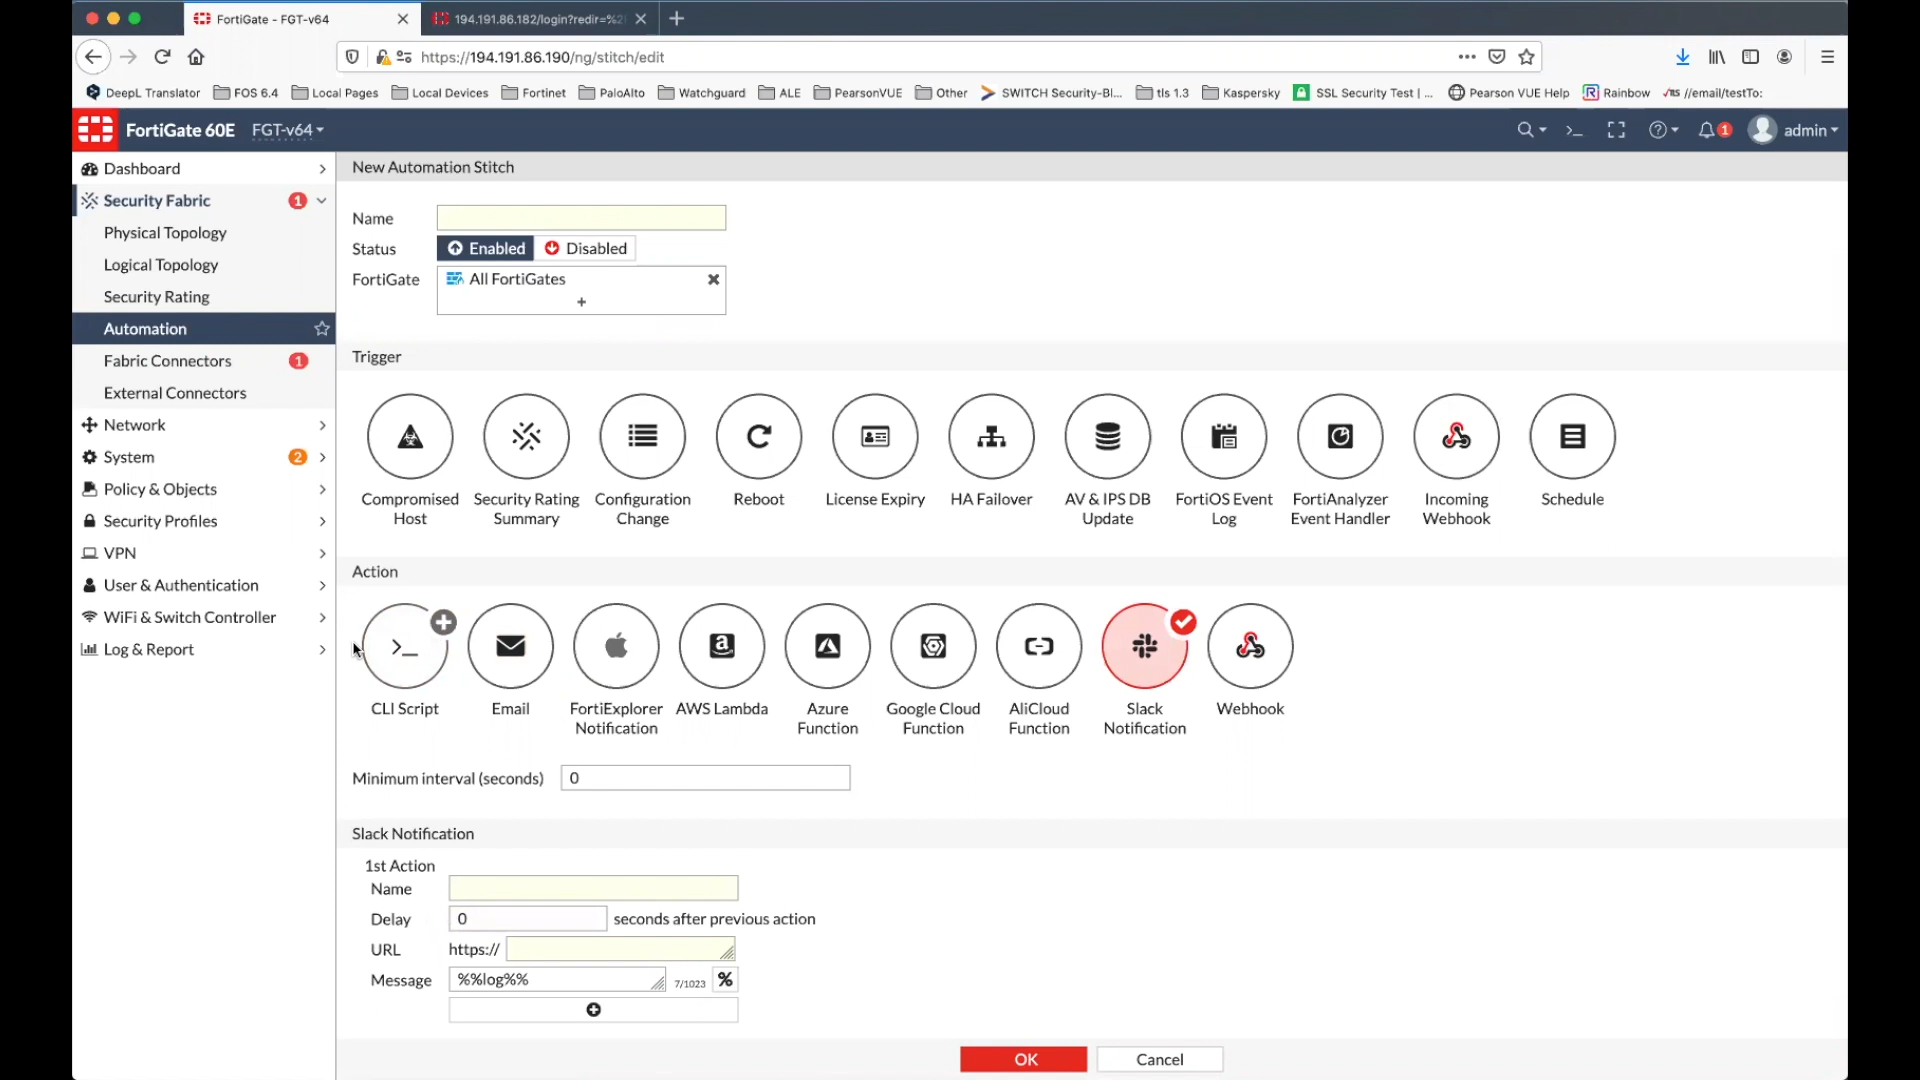 FortiGate - FGT-v64
194.191.86.182/login?redir=%2
https://194.191.86.190/ng/stitch/edit
DeepL Translator FOS 6.4 Local Pages Local Devices Fortinet PaloAlto Watchguard ALE PearsonVUE Other SWITCH Security-Bl... tls 1.3 Kaspersky SSL Security Test | ... Pearson VUE Help Rainbow //email/testTo:
FortiGate 60E FGT-v64 1 admin
Dashboard
Security Fabric 1
Physical Topology
Logical Topology
Security Rating
Automation
Fabric Connectors 1
External Connectors
Network
System 2
Policy & Objects
Security Profiles
VPN
User & Authentication
WiFi & Switch Controller
Log & Report
New Automation Stitch
Name
Status Enabled Disabled
FortiGate All FortiGates
Trigger
Compromised Host
Security Rating Summary
Configuration Change
Reboot
License Expiry
HA Failover
AV & IPS DB Update
FortiOS Event Log
FortiAnalyzer Event Handler
Incoming Webhook
Schedule
Action
CLI Script
Email
FortiExplorer Notification
AWS Lambda
Azure Function
Google Cloud Function
AliCloud Function
Slack Notification
Webhook
Minimum interval (seconds) 0
Slack Notification
1st Action
Name
Delay 0 seconds after previous action
URL https://
Message %%log%% 7/1023 %
OK Cancel